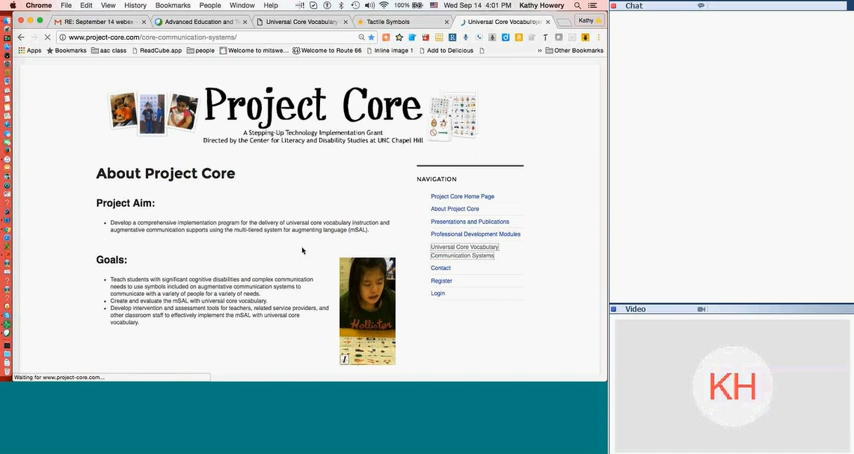 Chrome File Edit View History Bookmarks People Window Help 100% Wed Sep 14 4:01 PM Kathy Howery
RE: September 14 webex
Advanced Education and Te
Universal Core Vocabulary
Tactile Symbols
Universal Core Vocabulary
Kathy
www.project-core.com/core-communication-systems/
Apps Bookmarks aac class ReadCube.app people Welcome to mitswe... Welcome to Route 66 Inline image 1 Add to Delicious Other Bookmarks
Project Core
A Stepping-Up Technology Implementation Grant
Directed by the Center for Literacy and Disability Studies at UNC Chapel Hill
About Project Core
Project Aim:
Develop a comprehensive implementation program for the delivery of universal core vocabulary instruction and
augmentative communication supports using the multi-tiered system for augmenting language (mSAL).
Goals:
Teach students with significant cognitive disabilities and complex communication
needs to use symbols included on augmentative communication systems to
communicate with a variety of people for a variety of needs.
Create and evaluate the mSAL with universal core vocabulary.
Develop intervention and assessment tools for teachers, related service providers, and
other classroom staff to effectively implement the mSAL with universal core
vocabulary.
Hollister
NAVIGATION
Project Core Home Page
About Project Core
Presentations and Publications
Professional Development Modules
Universal Core Vocabulary
Communication Systems
Contact
Register
Login
Waiting for www.project-core.com...
Chat
Video
KH